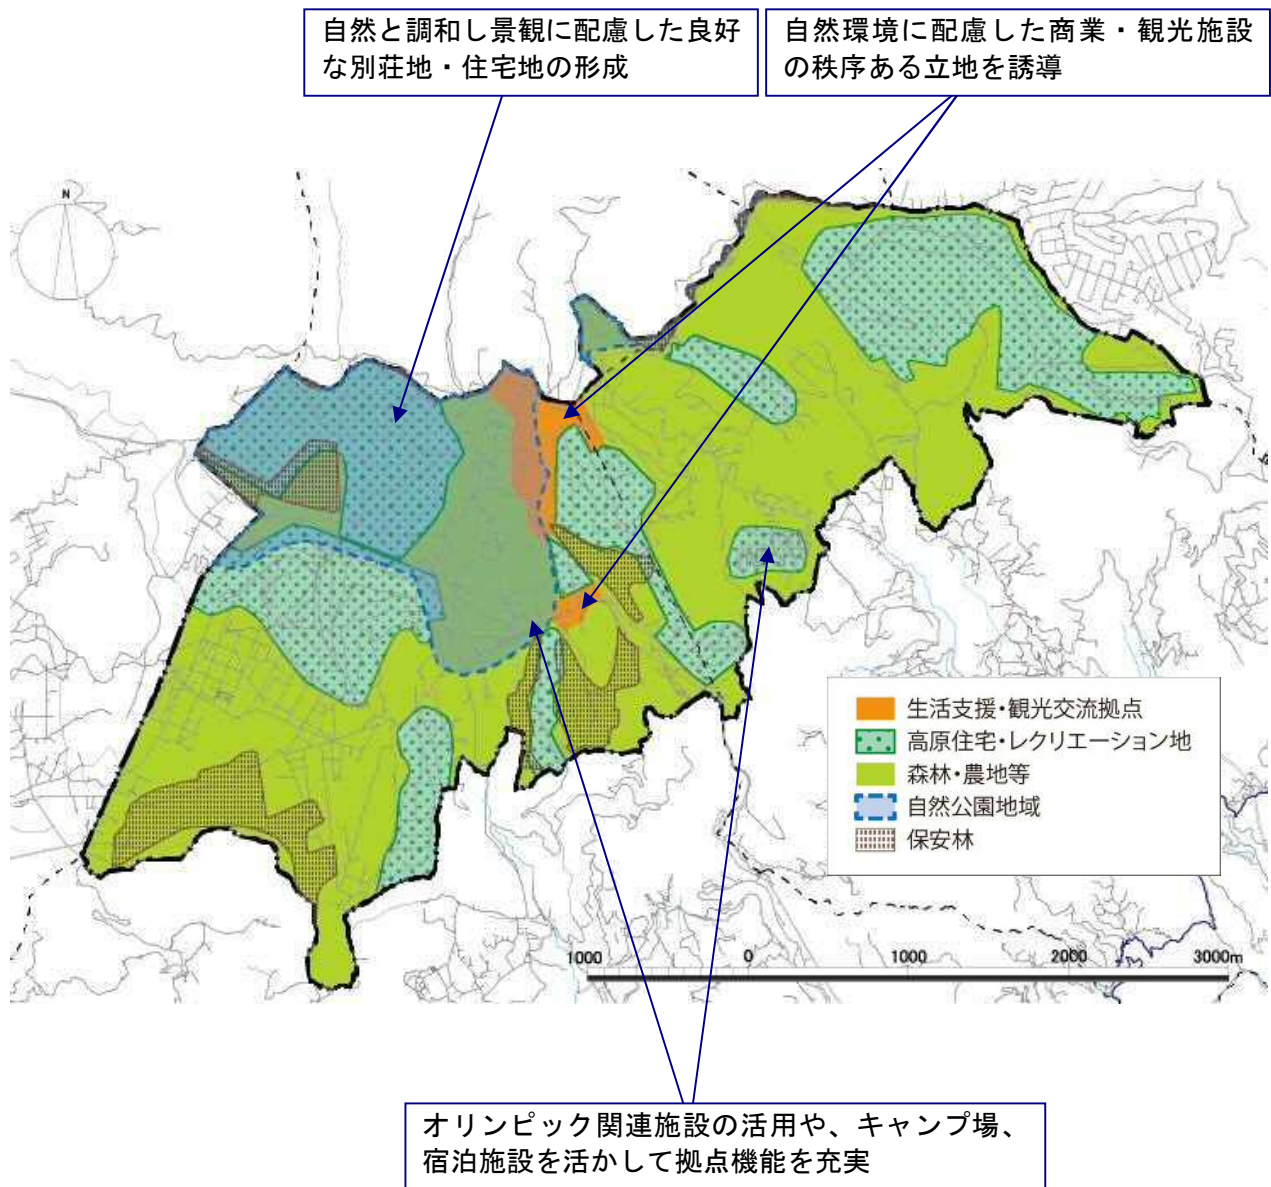 自然と調和し景観に配慮した良好
な別荘地・住宅地の形成
自然環境に配慮した商業・観光施設
の秩序ある立地を誘導
N
生活支援・観光交流拠点
高原住宅・レクリエーション地
森林・農地等
自然公園地域
保安林
1000 0 1000 2000 3000m
オリンピック関連施設の活用や、キャンプ場、
宿泊施設を活かして拠点機能を充実